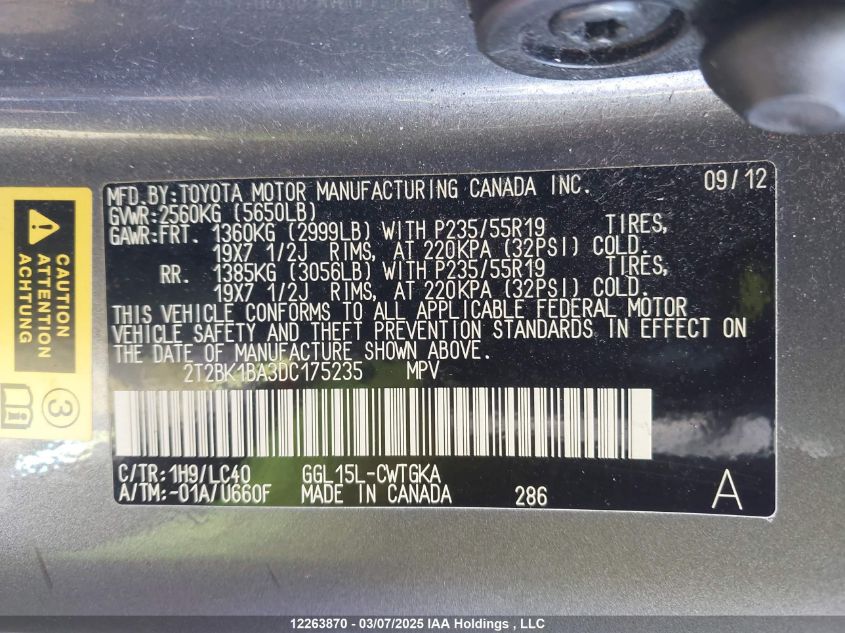 MFD.BY:TOYOTA MOTOR MANUFACTURING CANADA INC. 09/12
GVWR:2560KG (5650LB)
GAWR:FRT. 1360KG (2999LB) WITH P235/55R19 TIRES,
19X7 1/2J RIMS, AT 220KPA (32PSI) COLD.
RR. 1385KG (3056LB) WITH P235/55R19 TIRES,
19X7 1/2J RIMS, AT 220KPA (32PSI) COLD.
THIS VEHICLE CONFORMS TO ALL APPLICABLE FEDERAL MOTOR
VEHICLE SAFETY AND THEFT PREVENTION STANDARDS IN EFFECT ON
THE DATE OF MANUFACTURE SHOWN ABOVE.
2T2BK1BA3DC175235 MPV
C/TR:1H9/LC40 GGL15L-CWTGKA
A/TM:-01A/U660F MADE IN CANADA 286 A
CAUTION
ATTENTION
ACHTUNG
3
12263870 - 03/07/2025 IAA Holdings , LLC